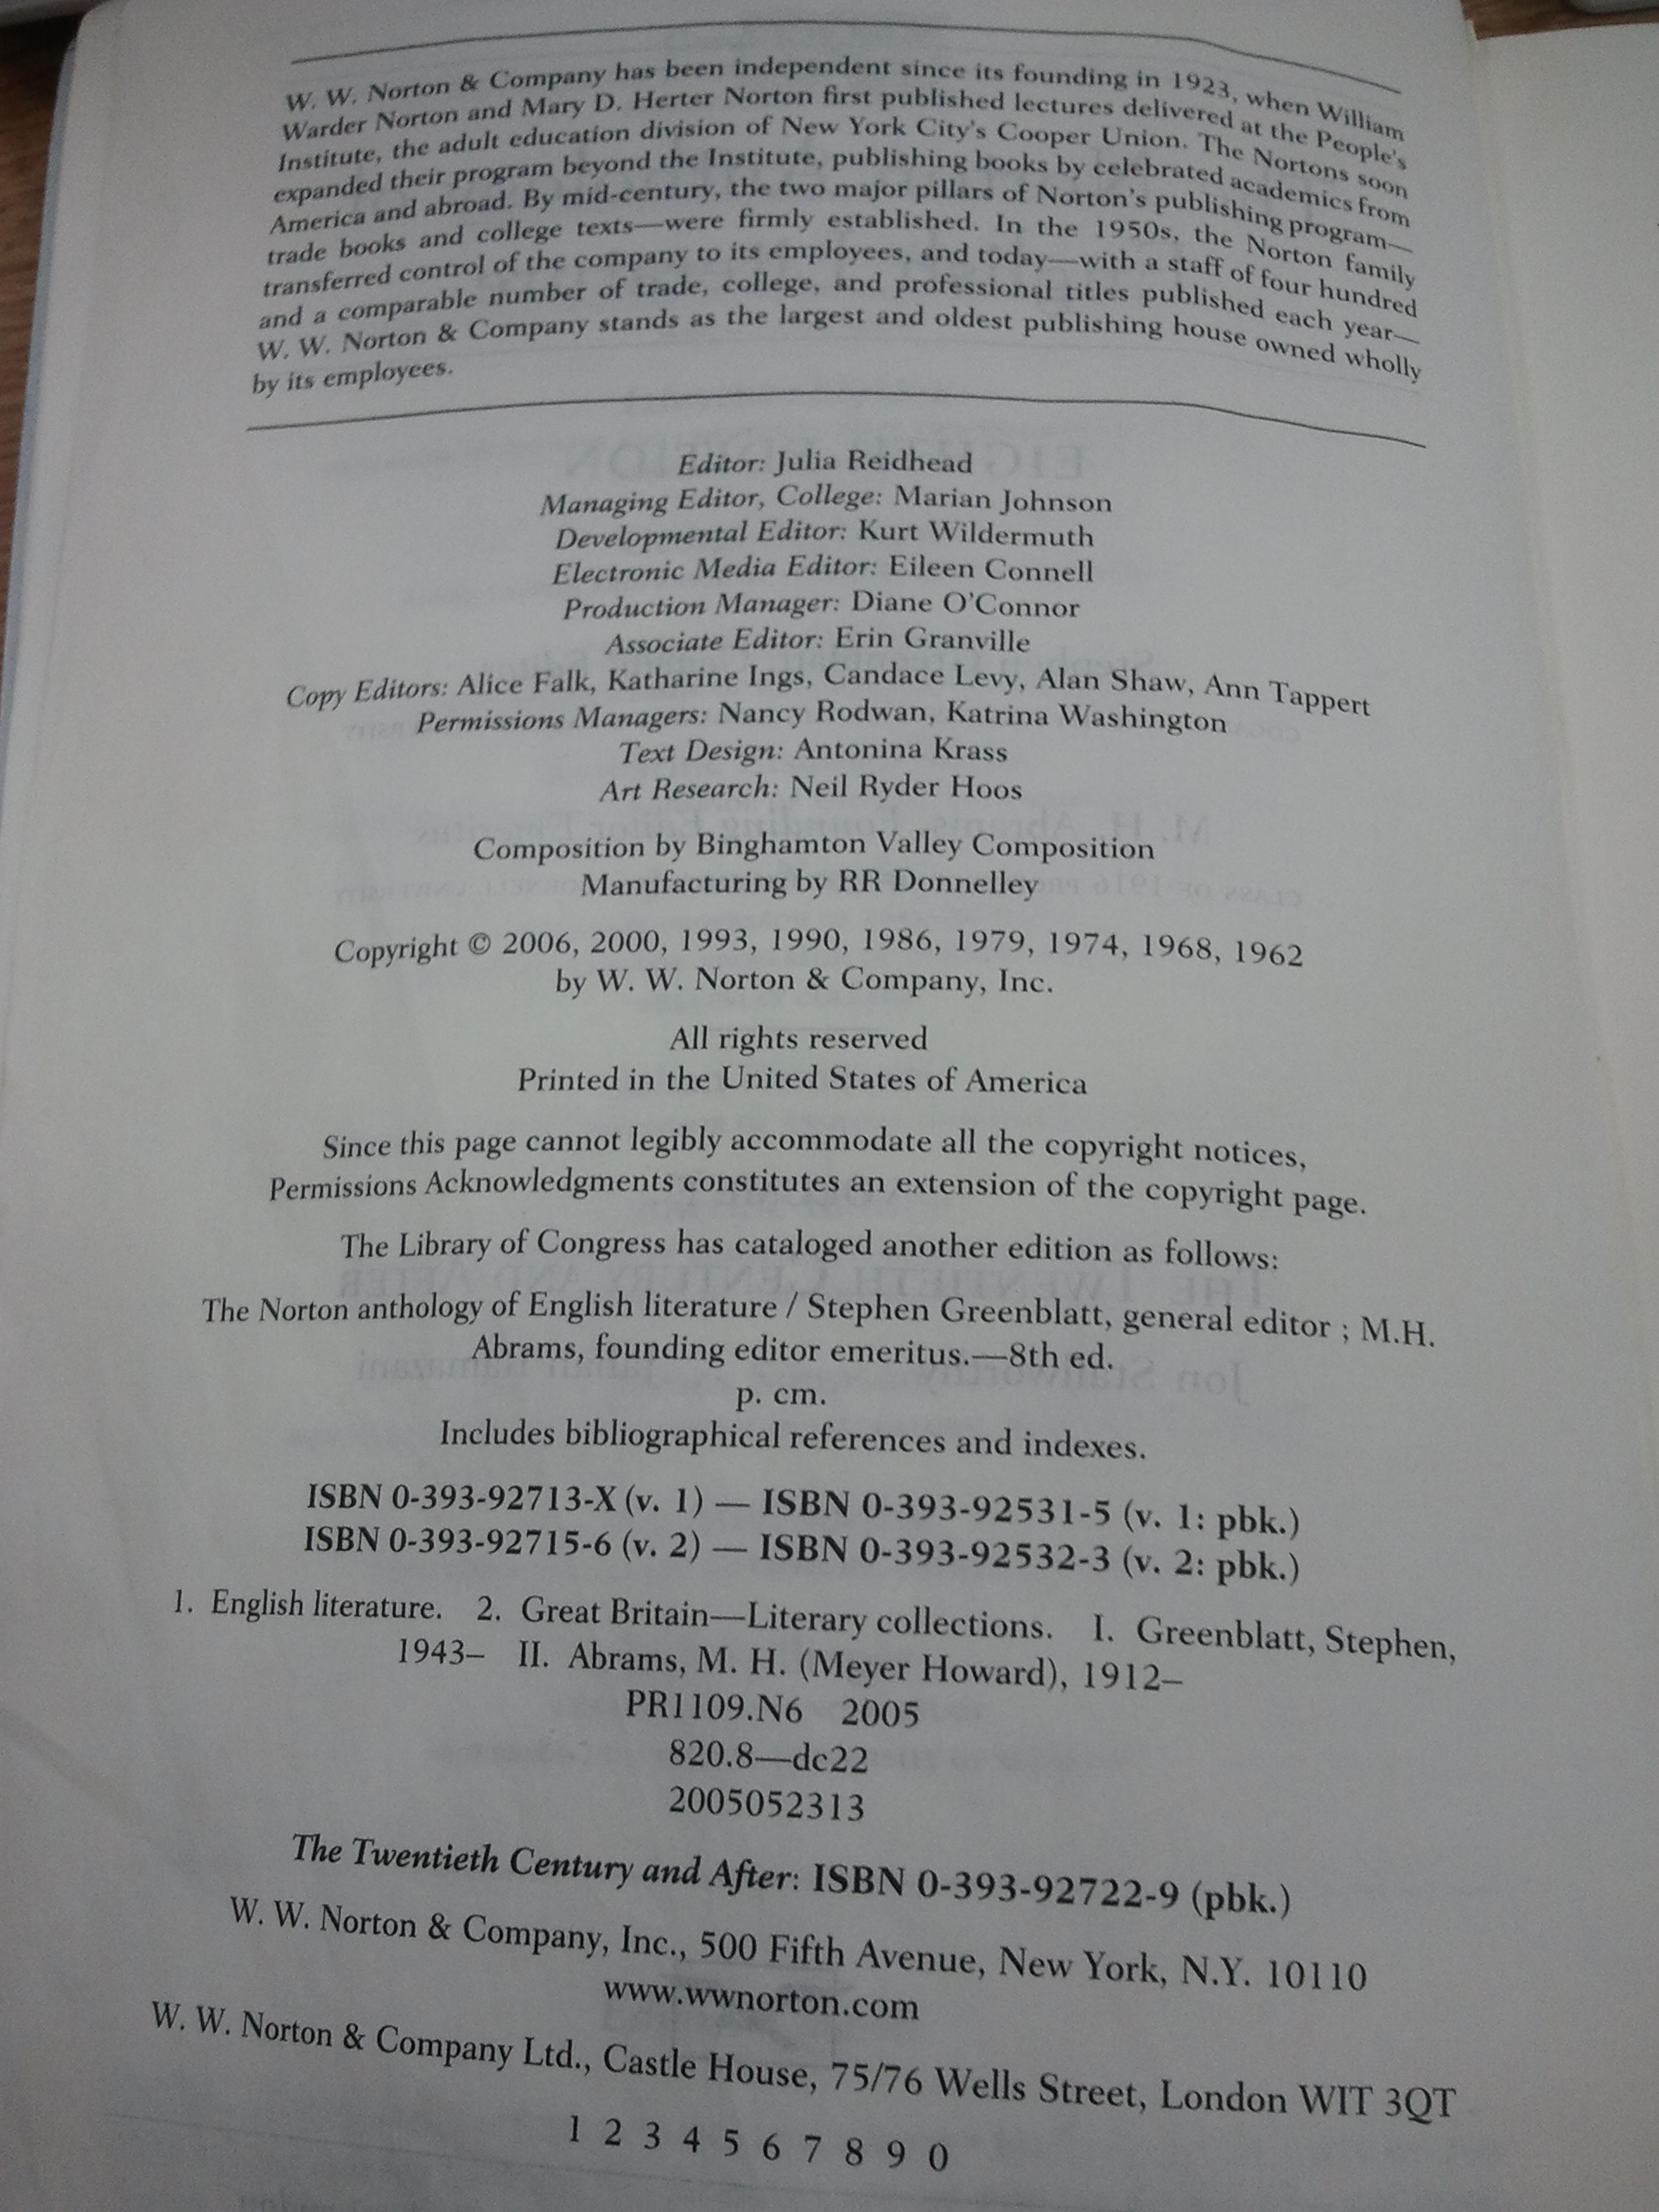 W. W. Norton & Company has been independent since its founding in 1923, when William
Warder Norton and Mary D. Herter Norton first published lectures delivered at the People's
Institute, the adult education division of New York City's Cooper Union. The Nortons soon
expanded their program beyond the Institute, publishing books by celebrated academics from
America and abroad. By mid-century, the two major pillars of Norton's publishing program—
trade books and college texts—were firmly established. In the 1950s, the Norton family
transferred control of the company to its employees, and today—with a staff of four hundred
and a comparable number of trade, college, and professional titles published each year—
W. W. Norton & Company stands as the largest and oldest publishing house owned wholly
by its employees.
Editor: Julia Reidhead
Managing Editor, College: Marian Johnson
Developmental Editor: Kurt Wildermuth
Electronic Media Editor: Eileen Connell
Production Manager: Diane O'Connor
Associate Editor: Erin Granville
Copy Editors: Alice Falk, Katharine Ings, Candace Levy, Alan Shaw, Ann Tappert
Permissions Managers: Nancy Rodwan, Katrina Washington
Text Design: Antonina Krass
Art Research: Neil Ryder Hoos
Composition by Binghamton Valley Composition
Manufacturing by RR Donnelley
Copyright © 2006, 2000, 1993, 1990, 1986, 1979, 1974, 1968, 1962
by W. W. Norton & Company, Inc.
All rights reserved
Printed in the United States of America
Since this page cannot legibly accommodate all the copyright notices,
Permissions Acknowledgments constitutes an extension of the copyright page.
The Library of Congress has cataloged another edition as follows:
The Norton anthology of English literature / Stephen Greenblatt, general editor ; M.H.
Abrams, founding editor emeritus.—8th ed.
p. cm.
Includes bibliographical references and indexes.
ISBN 0-393-92713-X (v. 1) — ISBN 0-393-92531-5 (v. 1: pbk.)
ISBN 0-393-92715-6 (v. 2) — ISBN 0-393-92532-3 (v. 2: pbk.)
1. English literature. 2. Great Britain—Literary collections. I. Greenblatt, Stephen,
1943– II. Abrams, M. H. (Meyer Howard), 1912–
PR1109.N6 2005
820.8—dc22
2005052313
The Twentieth Century and After: ISBN 0-393-92722-9 (pbk.)
W. W. Norton & Company, Inc., 500 Fifth Avenue, New York, N.Y. 10110
www.wwnorton.com
W. W. Norton & Company Ltd., Castle House, 75/76 Wells Street, London WIT 3QT
1 2 3 4 5 6 7 8 9 0